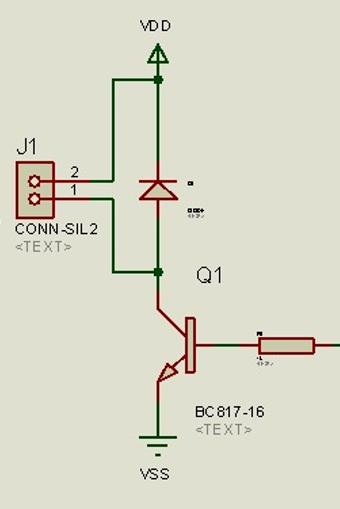 VDD
J1
2
1
CONN-SIL2
<TEXT>
Q1
BC817-16
<TEXT>
VSS